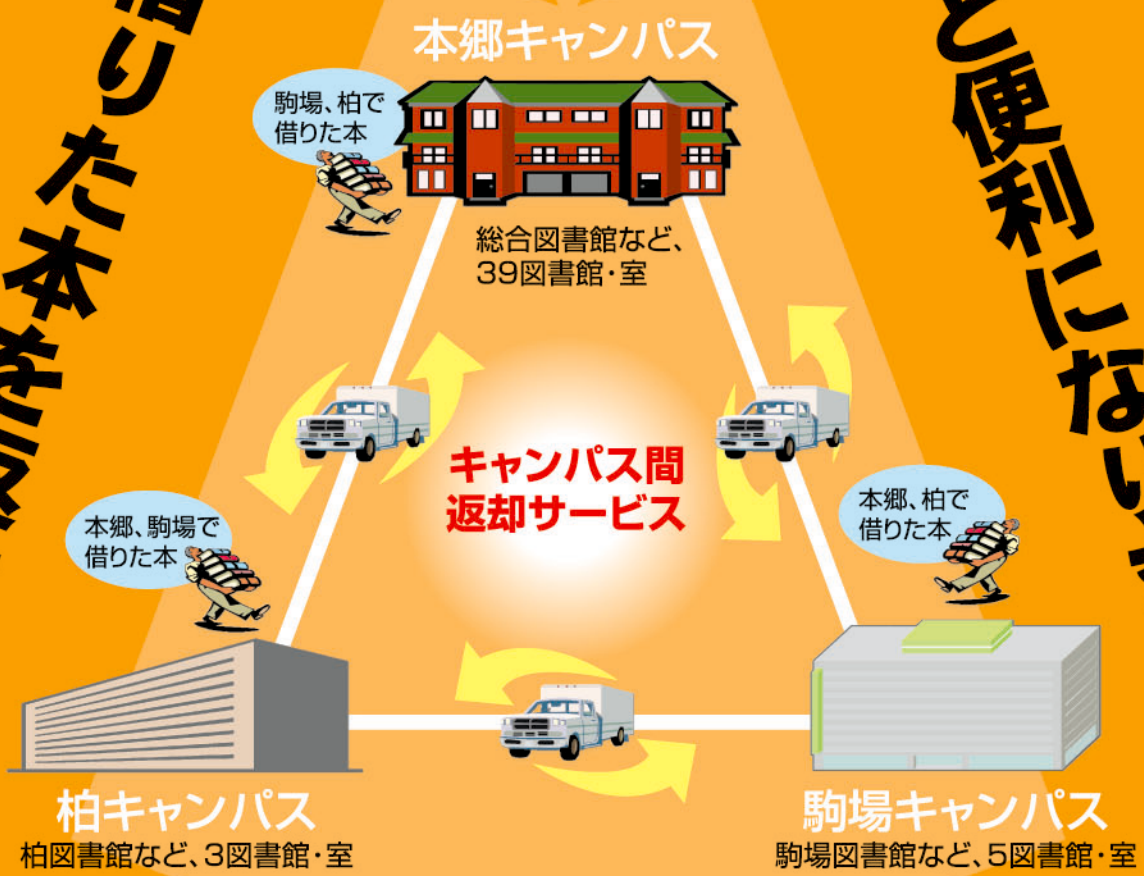 借りた本を返
と便利にない
本郷キャンパス
駒場、柏で
借りた本
総合図書館など、
39図書館・室
キャンパス間
返却サービス
本郷、駒場で
借りた本
本郷、柏で
借りた本
柏キャンパス
柏図書館など、3図書館・室
駒場キャンパス
駒場図書館など、5図書館・室